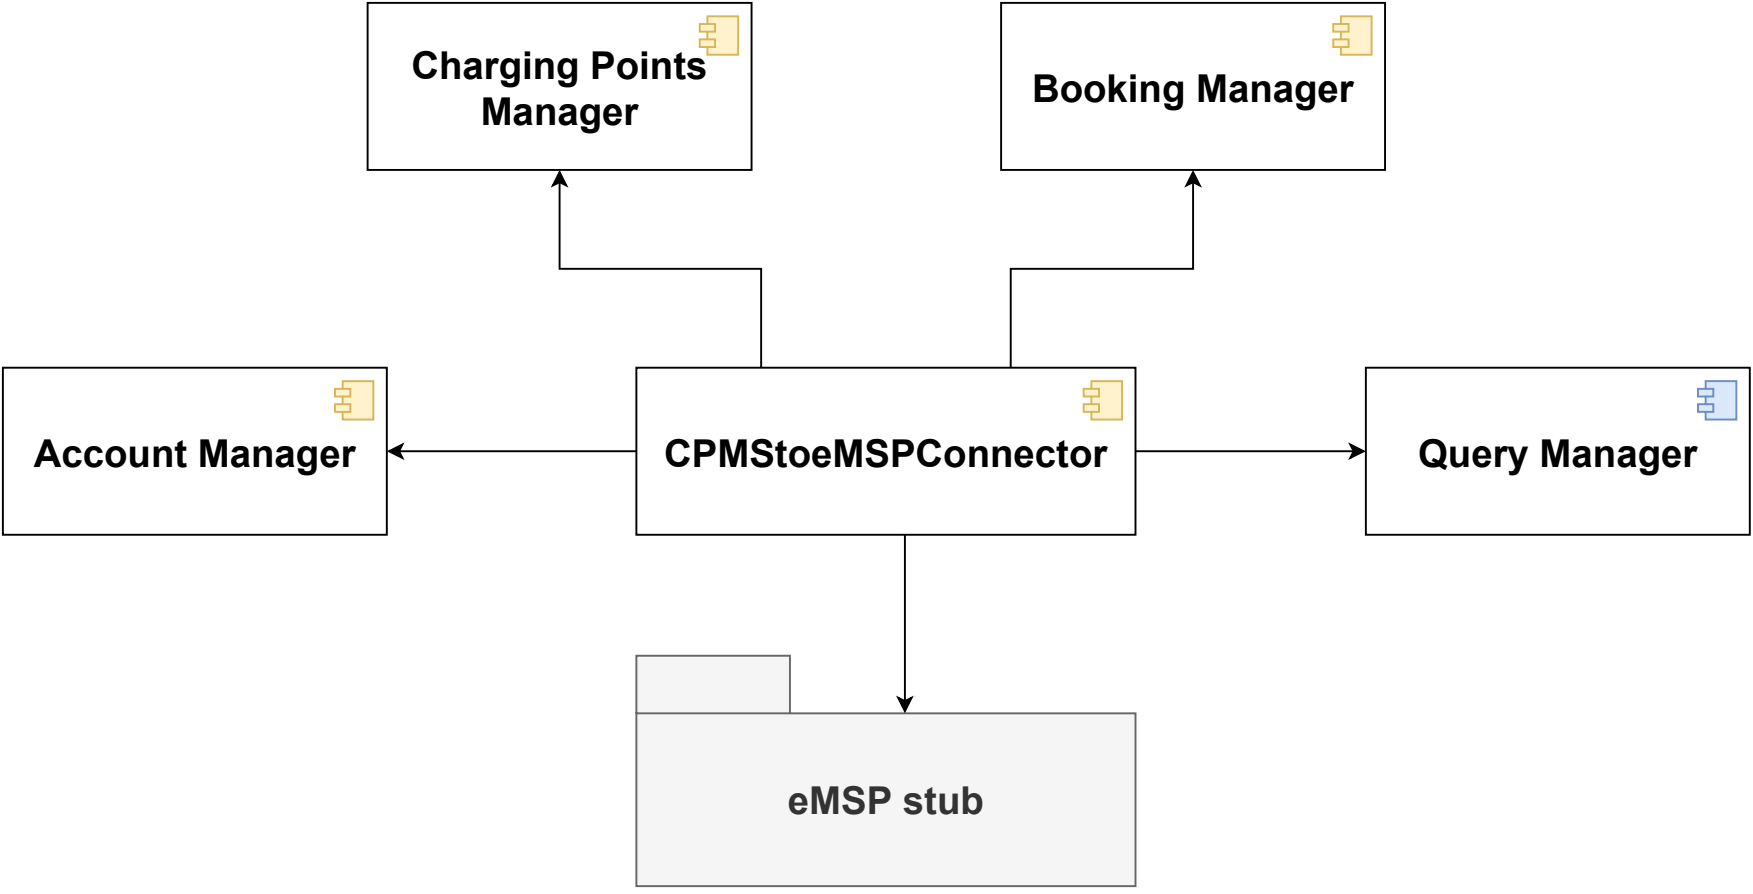 Charging Points
Manager
Booking Manager
Account Manager
CPMStoeMSPConnector
Query Manager
eMSP stub